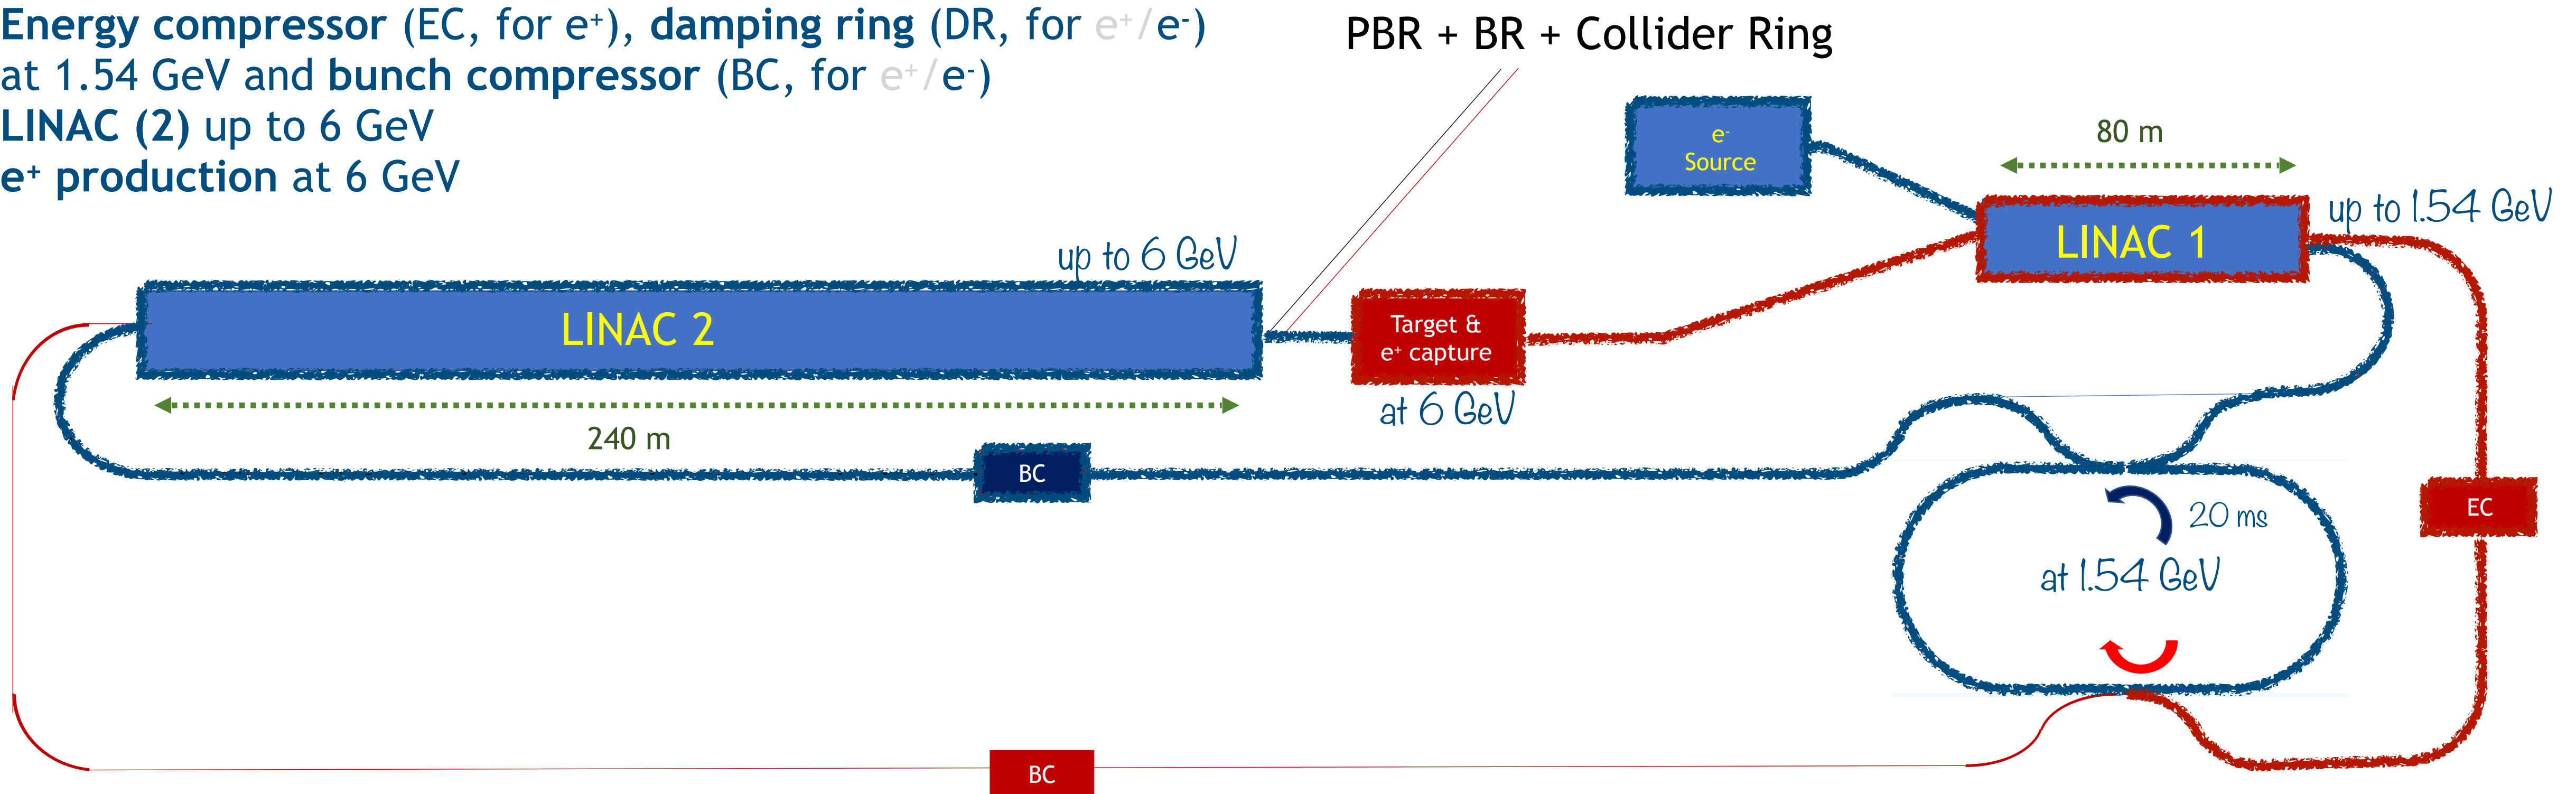 Energy compressor (EC, for e⁺), damping ring (DR, for e⁺/e⁻)
at 1.54 GeV and bunch compressor (BC, for e⁺/e⁻)
LINAC (2) up to 6 GeV
e⁺ production at 6 GeV
PBR + BR + Collider Ring
e⁻
Source
80 m
LINAC 1
up to 1.54 GeV
up to 6 GeV
LINAC 2
Target &
e⁺ capture
at 6 GeV
240 m
BC
20 ms
at 1.54 GeV
EC
BC